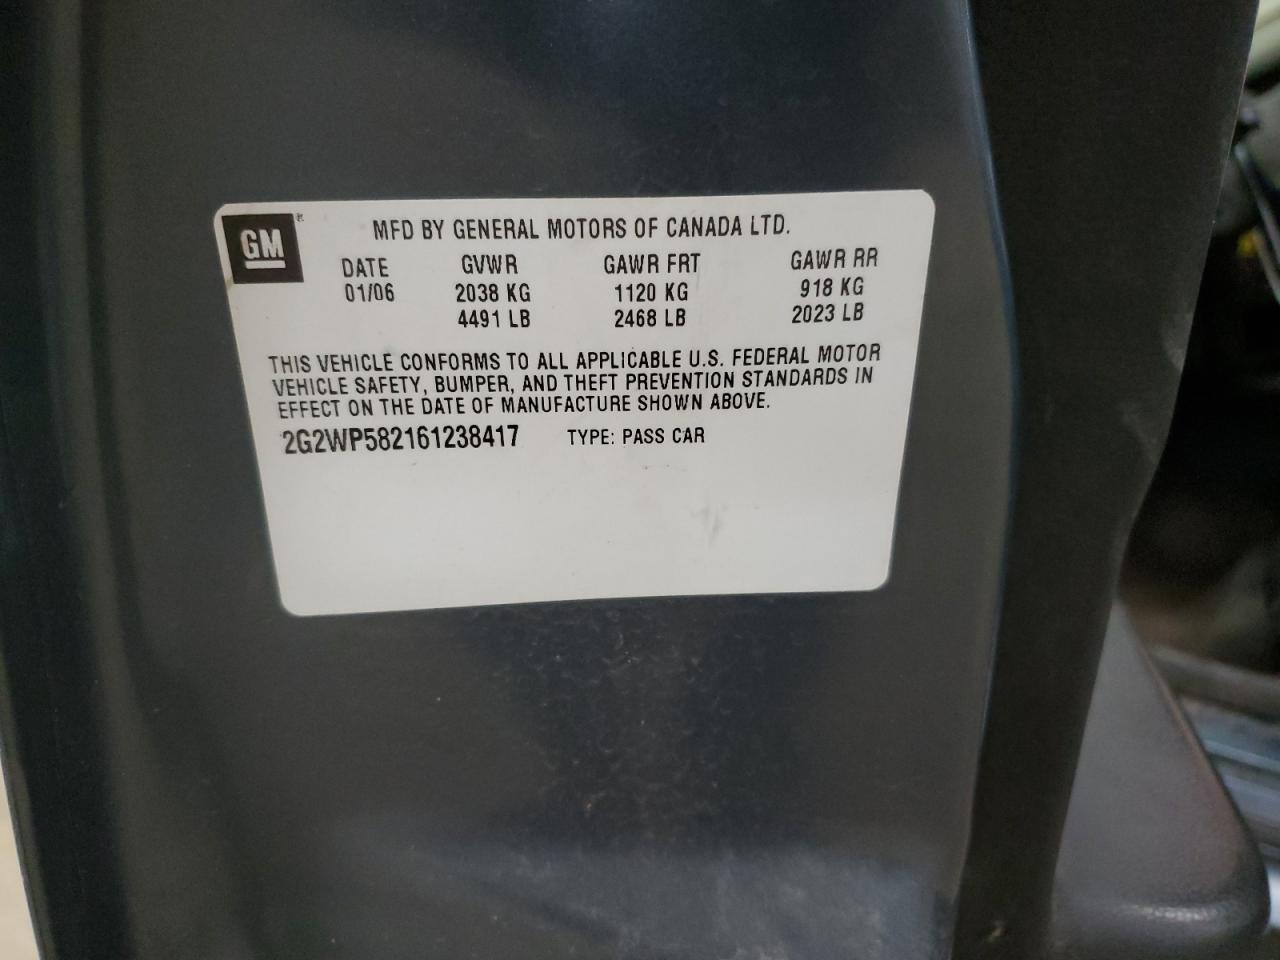 GM®
MFD BY GENERAL MOTORS OF CANADA LTD.
DATE GVWR GAWR FRT GAWR RR
01/06 2038 KG 1120 KG 918 KG
4491 LB 2468 LB 2023 LB
THIS VEHICLE CONFORMS TO ALL APPLICABLE U.S. FEDERAL MOTOR
VEHICLE SAFETY, BUMPER, AND THEFT PREVENTION STANDARDS IN
EFFECT ON THE DATE OF MANUFACTURE SHOWN ABOVE.
2G2WP582161238417 TYPE: PASS CAR